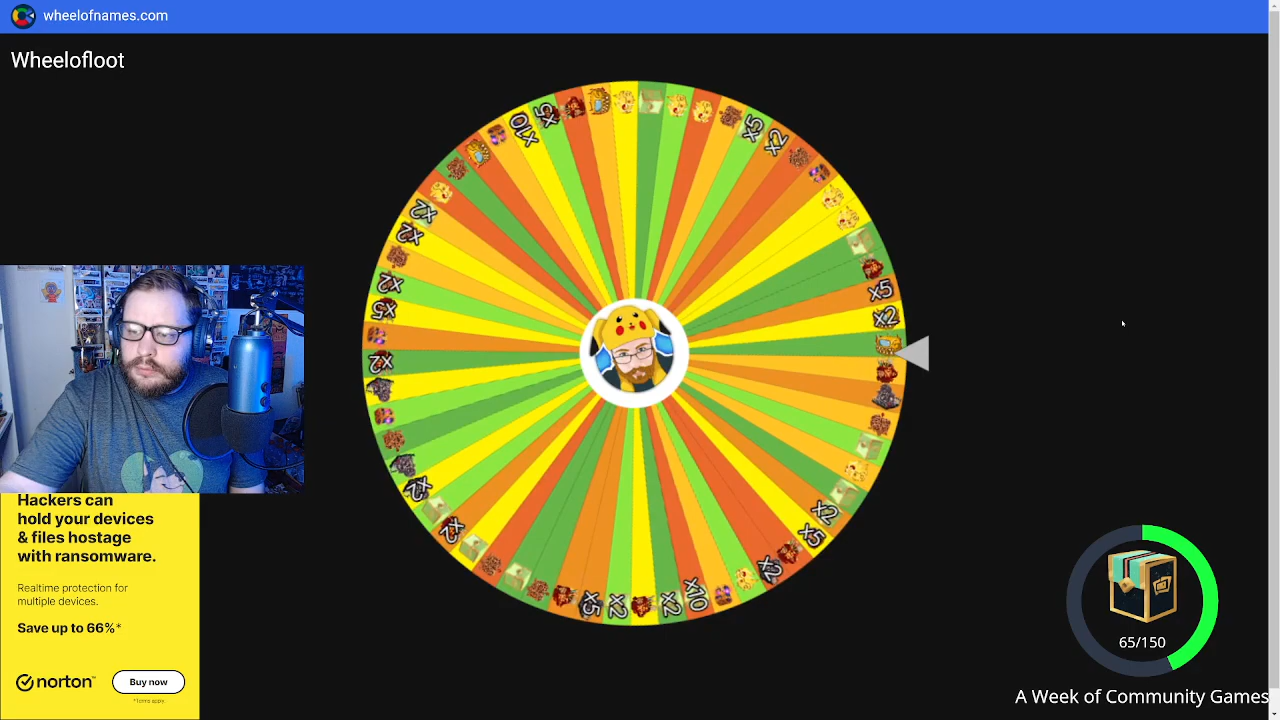 wheelofnames.com
Wheelofloot
x10
x5
x5
x2
x2
x2
x2
x5
x2
x5
x2
x2
x5
x2
x2
x10
x2
x2
x5
Hackers can
hold your devices
& files hostage
with ransomware.
Realtime protection for
multiple devices.
Save up to 66%*
norton
Buy now
*Terms apply.
65/150
A Week of Community Games